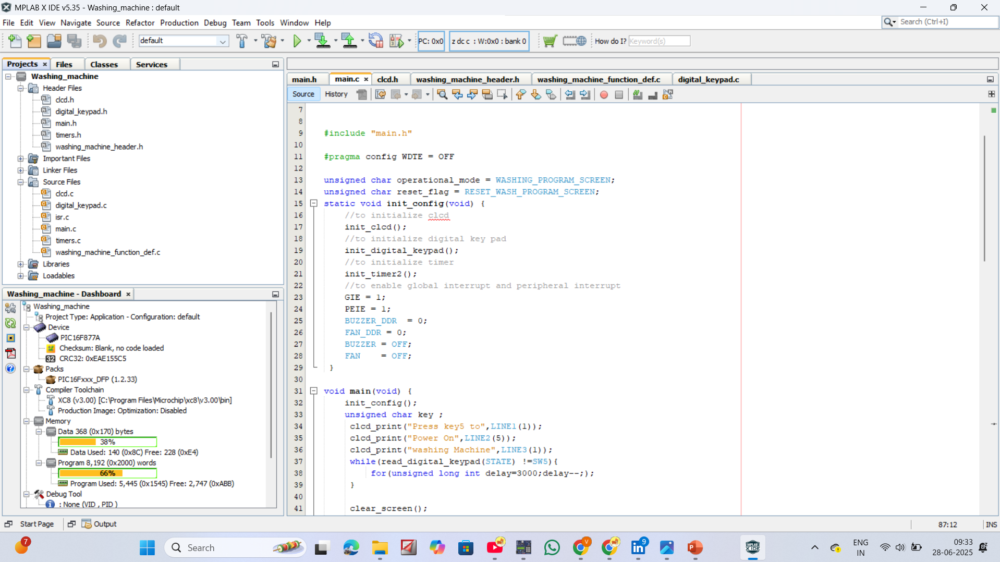 MPLAB X IDE v5.35 - Washing_machine : default
File Edit View Navigate Source Refactor Production Debug Team Tools Window Help
Search (Ctrl+I)
default
PC: 0x0
z dc c : W:0x0 : bank 0
How do I? Keyword(s)
Projects × Files Classes Services
Washing_machine
Header Files
clcd.h
digital_keypad.h
main.h
timers.h
washing_machine_header.h
Important Files
Linker Files
Source Files
clcd.c
digital_keypad.c
isr.c
main.c
timers.c
washing_machine_function_def.c
Libraries
Loadables
Washing_machine - Dashboard ×
Washing_machine
Project Type: Application - Configuration: default
Device
PIC16F877A
Checksum: Blank, no code loaded
32 CRC32: 0xEAE155C5
Packs
PIC16Fxxx_DFP (1.2.33)
Compiler Toolchain
XC8 (v3.00) [C:\Program Files\Microchip\xc8\v3.00\bin]
Production Image: Optimization: Disabled
Memory
Data 368 (0x170) bytes
38%
Data Used: 140 (0x8C) Free: 228 (0xE4)
Program 8,192 (0x2000) words
66%
Program Used: 5,445 (0x1545) Free: 2,747 (0xABB)
Debug Tool
: None (VID , PID )
main.h main.c × clcd.h washing_machine_header.h washing_machine_function_def.c digital_keypad.c
Source History
7
8
9 #include "main.h"
10
11 #pragma config WDTE = OFF
12
13 unsigned char operational_mode = WASHING_PROGRAM_SCREEN;
14 unsigned char reset_flag = RESET_WASH_PROGRAM_SCREEN;
15 static void init_config(void) {
16 //to initialize clcd
17 init_clcd();
18 //to initialize digital key pad
19 init_digital_keypad();
20 //to initialize timer
21 init_timer2();
22 //to enable global interrupt and peripheral interrupt
23 GIE = 1;
24 PEIE = 1;
25 BUZZER_DDR = 0;
26 FAN_DDR = 0;
27 BUZZER = OFF;
28 FAN = OFF;
29 }
30
31 void main(void) {
32 init_config();
33 unsigned char key ;
34 clcd_print("Press key5 to",LINE1(1));
35 clcd_print("Power On",LINE2(5));
36 clcd_print("washing Machine",LINE3(1));
37 while(read_digital_keypad(STATE) !=SW5){
38 for(unsigned long int delay=3000;delay--;);
39 }
40
41 clear_screen();
Start Page Output
87:12 INS
7
Search
V
9
P
MPLAB
X IDE
ENG
IN
09:33
28-06-2025